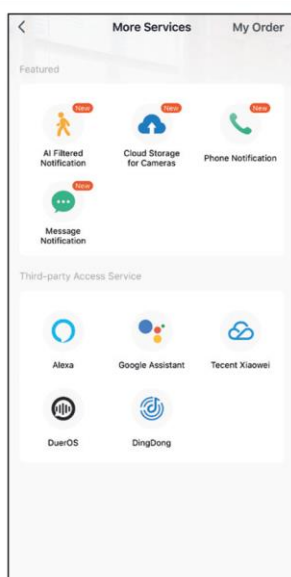 More Services
My Order
Featured
New
New
New
AI Filtered
Notification
Cloud Storage
for Cameras
Phone Notification
New
Message
Notification
Third-party Access Service
Alexa
Google Assistant
Tecent Xiaowei
DuerOS
DingDong